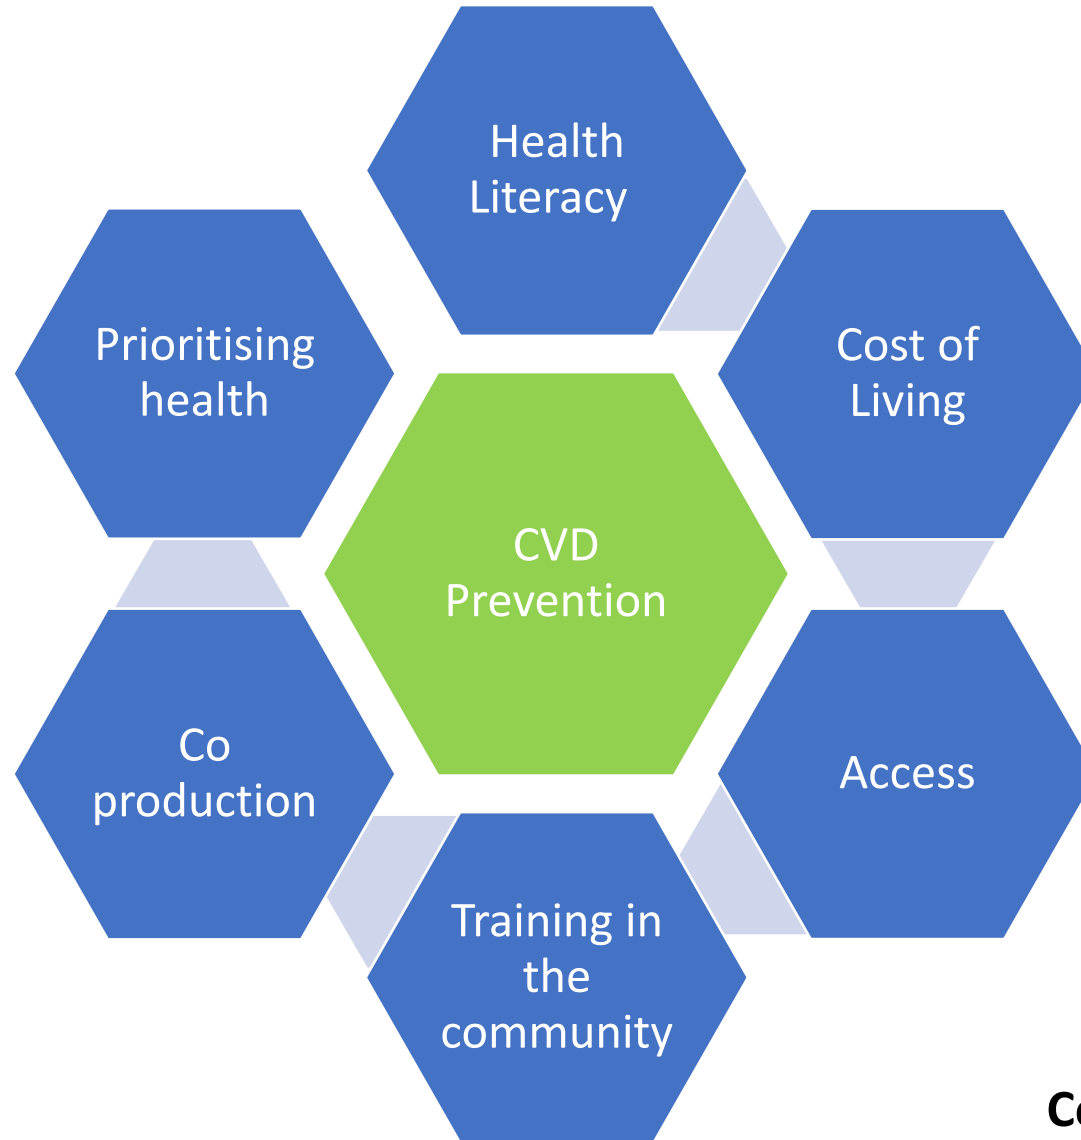 Health
Literacy
Cost of
Living
Access
Training in
the
community
Co
production
Prioritising
health
CVD
Prevention